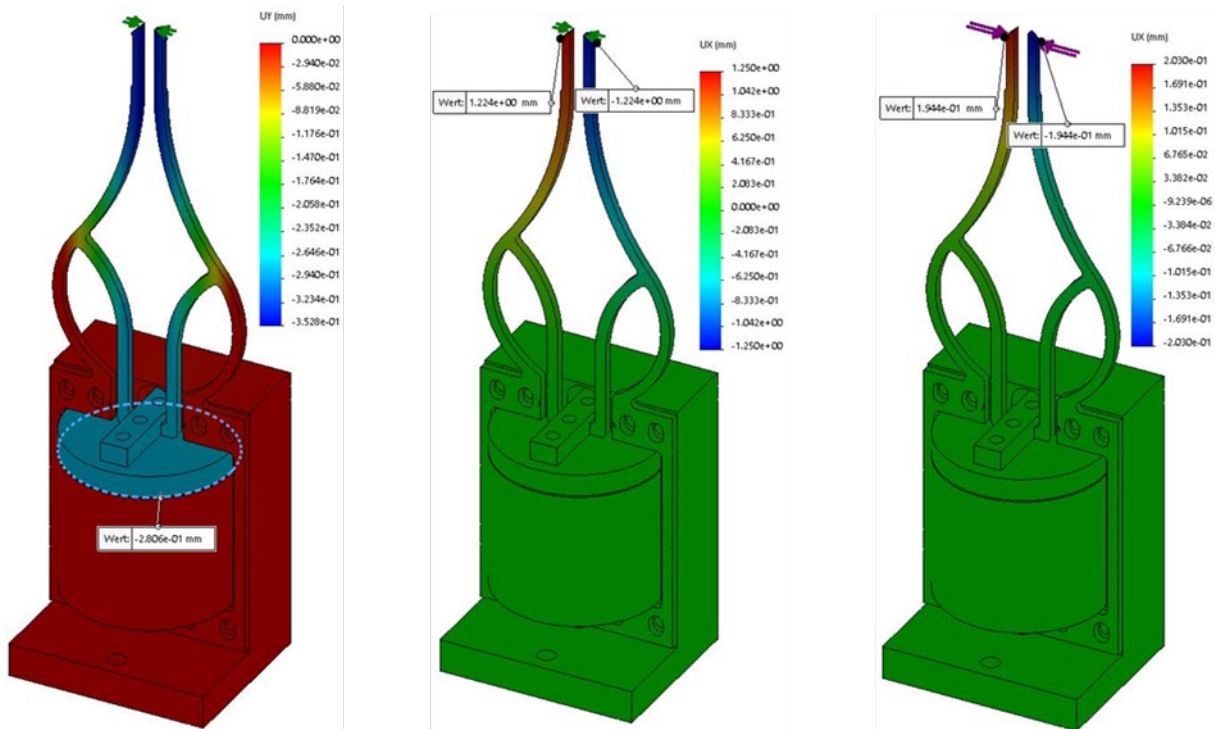 UY (mm)
0.000e+00
-2.940e-02
-5.880e-02
-8.819e-02
-1.176e-01
-1.470e-01
-1.764e-01
-2.058e-01
-2.352e-01
-2.646e-01
-2.940e-01
-3.234e-01
-3.528e-01
Wert: -2.806e-01 mm
UX (mm)
1.250e+00
1.042e+00
8.333e-01
6.250e-01
4.167e-01
2.083e-01
0.000e+00
-2.083e-01
-4.167e-01
-6.250e-01
-8.333e-01
-1.042e+00
-1.250e+00
Wert: 1.224e+00 mm
Wert: -1.224e+00 mm
UX (mm)
2.030e-01
1.691e-01
1.353e-01
1.015e-01
6.765e-02
3.382e-02
-9.239e-06
-3.384e-02
-6.766e-02
-1.015e-01
-1.353e-01
-1.691e-01
-2.030e-01
Wert: 1.944e-01 mm
Wert: -1.944e-01 mm